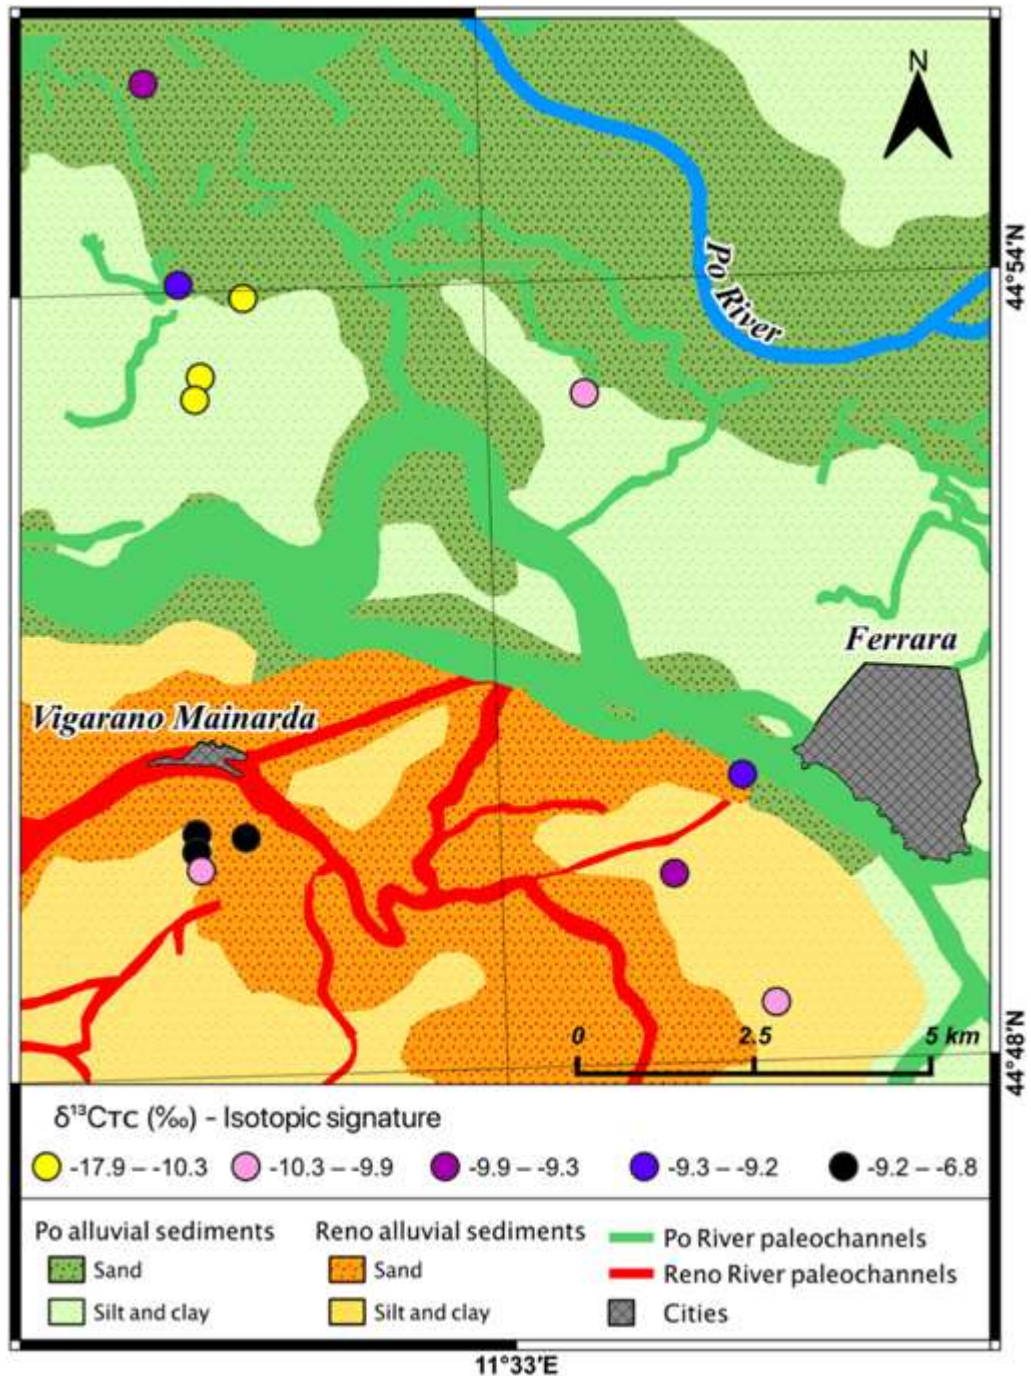 N
44°54'N
Po River
Ferrara
Vigarano Mainarda
0 2.5 5 km
44°48'N
δ¹³CTC (‰) - Isotopic signature
-17.9 – -10.3 -10.3 – -9.9 -9.9 – -9.3 -9.3 – -9.2 -9.2 – -6.8
Po alluvial sediments
Sand
Silt and clay
Reno alluvial sediments
Sand
Silt and clay
Po River paleochannels
Reno River paleochannels
Cities
11°33'E